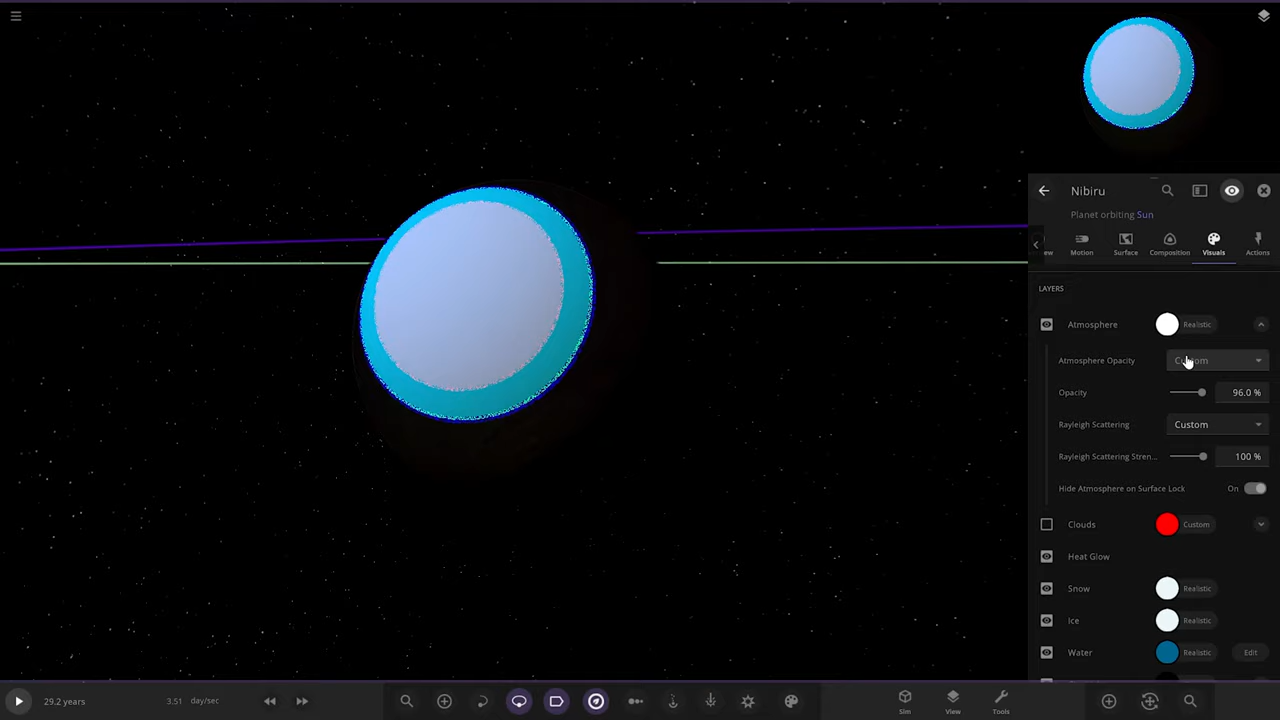 Nibiru
Planet orbiting Sun
ew Motion Surface Composition Visuals Actions
LAYERS
Atmosphere Realistic
Atmosphere Opacity Custom
Opacity 96.0 %
Rayleigh Scattering Custom
Rayleigh Scattering Stren... 100 %
Hide Atmosphere on Surface Lock On
Clouds Custom
Heat Glow
Snow Realistic
Ice Realistic
Water Realistic Edit
29.2 years 3.51 day/sec Sim View Tools